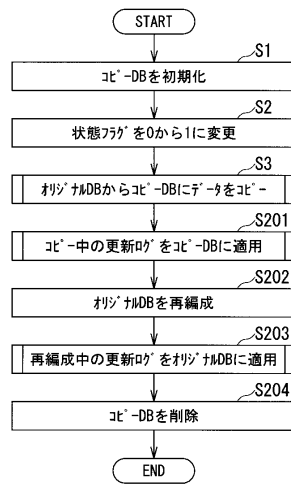 START
S1
コピーDBを初期化
S2
状態フラグを0から1に変更
S3
オリジナルDBからコピーDBにデータをコピー
S201
コピー中の更新ログをコピーDBに適用
S202
オリジナルDBを再編成
S203
再編成中の更新ログをオリジナルDBに適用
S204
コピーDBを削除
END